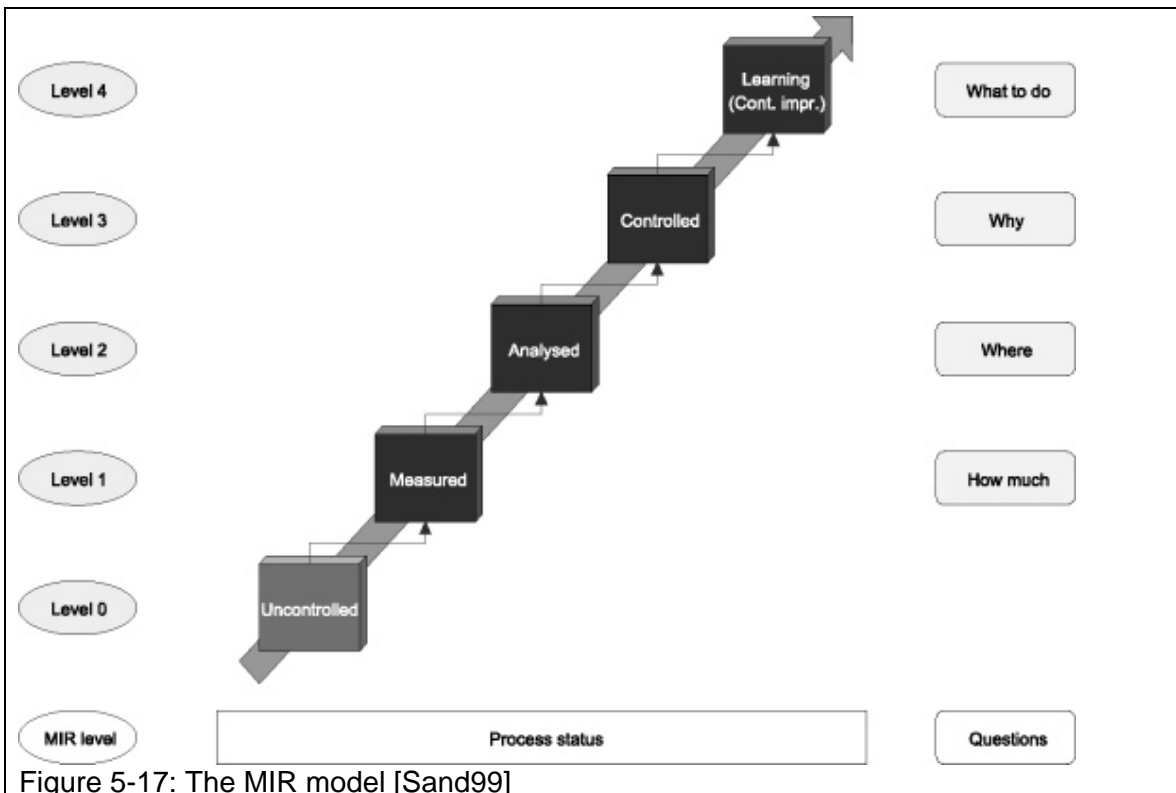 Level 4
Learning
(Cont. impr.)
What to do
Level 3
Controlled
Why
Level 2
Analysed
Where
Level 1
Measured
How much
Level 0
Uncontrolled
MIR level
Process status
Questions
Figure 5-17: The MIR model [Sand99]